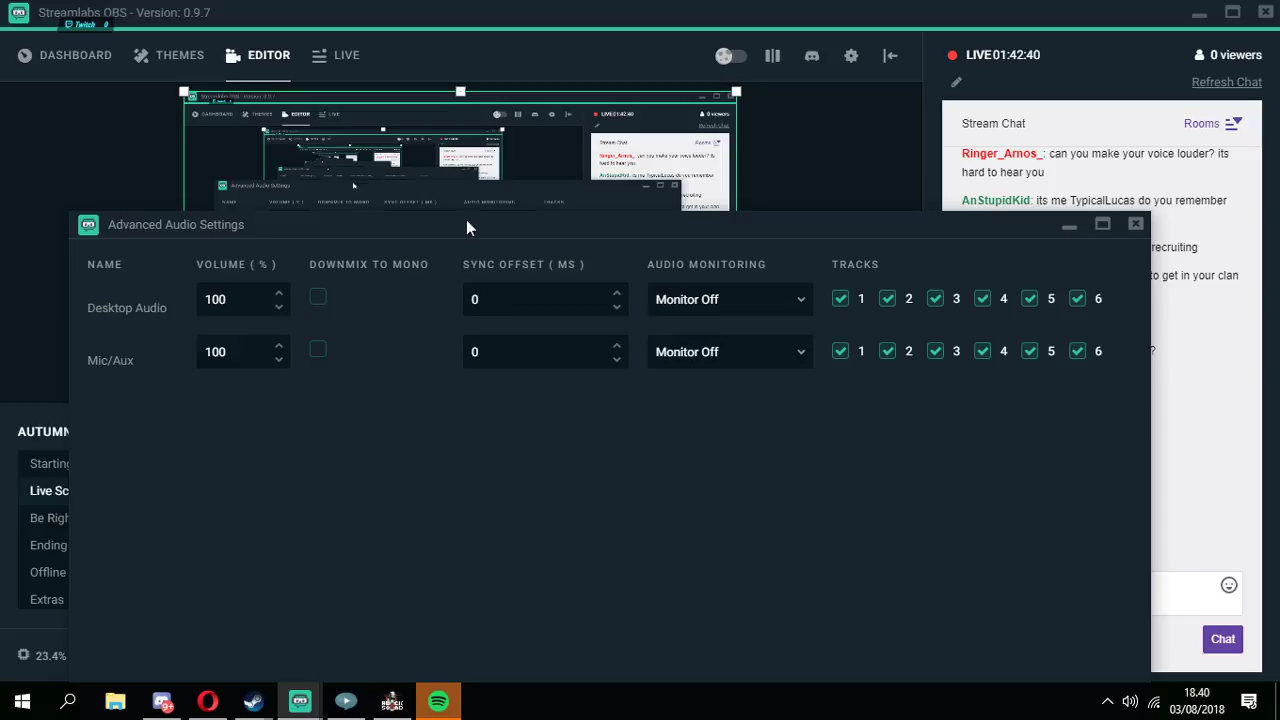 Streamlabs OBS - Version: 0.9.7
Twitch 0
DASHBOARD
THEMES
EDITOR
LIVE
LIVE 01:42:40
0 viewers
Refresh Chat
Stream Chat
Rooms
Ringer_Arnos_: can you make your voice louder? its
hard to hear you
AnStupidKid: its me TypicalLucas do you remember
recruiting
to get in your clan
?
Advanced Audio Settings
NAME
VOLUME ( % )
DOWNMIX TO MONO
SYNC OFFSET ( MS )
AUDIO MONITORING
TRACKS
Desktop Audio
100
0
Monitor Off
1 2 3 4 5 6
Mic/Aux
100
0
Monitor Off
1 2 3 4 5 6
AUTUMN
Starting
Live Sc
Be Righ
Ending
Offline
Extras
23.4%
Chat
18.40
03/08/2018